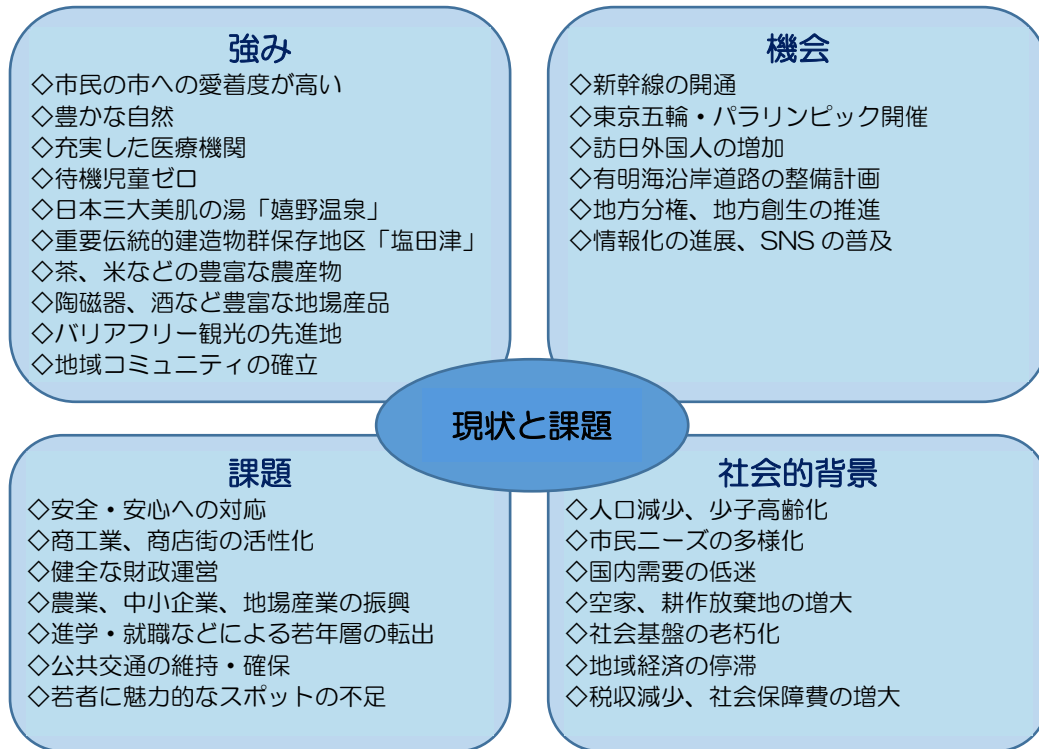 強み
◇市民の市への愛着度が高い
◇豊かな自然
◇充実した医療機関
◇待機児童ゼロ
◇日本三大美肌の湯「嬉野温泉」
◇重要伝統的建造物群保存地区「塩田津」
◇茶、米などの豊富な農産物
◇陶磁器、酒など豊富な地場産品
◇バリアフリー観光の先進地
◇地域コミュニティの確立
機会
◇新幹線の開通
◇東京五輪・パラリンピック開催
◇訪日外国人の増加
◇有明海沿岸道路の整備計画
◇地方分権、地方創生の推進
◇情報化の進展、SNS の普及
現状と課題
課題
◇安全・安心への対応
◇商工業、商店街の活性化
◇健全な財政運営
◇農業、中小企業、地場産業の振興
◇進学・就職などによる若年層の転出
◇公共交通の維持・確保
◇若者に魅力的なスポットの不足
社会的背景
◇人口減少、少子高齢化
◇市民ニーズの多様化
◇国内需要の低迷
◇空家、耕作放棄地の増大
◇社会基盤の老朽化
◇地域経済の停滞
◇税収減少、社会保障費の増大